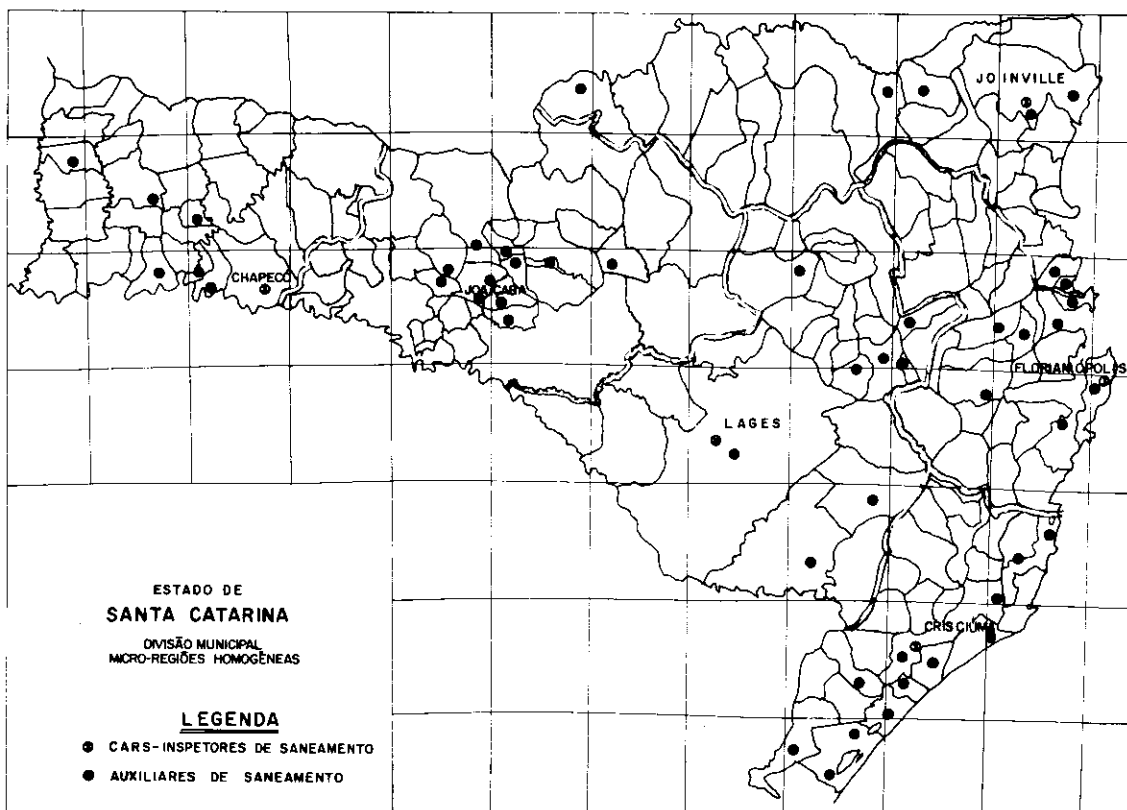 JOINVILLE
CHAPECÓ
JOAÇABA
FLORIANÓPOLIS
LAGES
CRISCIUMA
ESTADO DE
SANTA CATARINA
DIVISÃO MUNICIPAL
MICRO-REGIÕES HOMOGÊNEAS
LEGENDA
CARS-INSPETORES DE SANEAMENTO
AUXILIARES DE SANEAMENTO